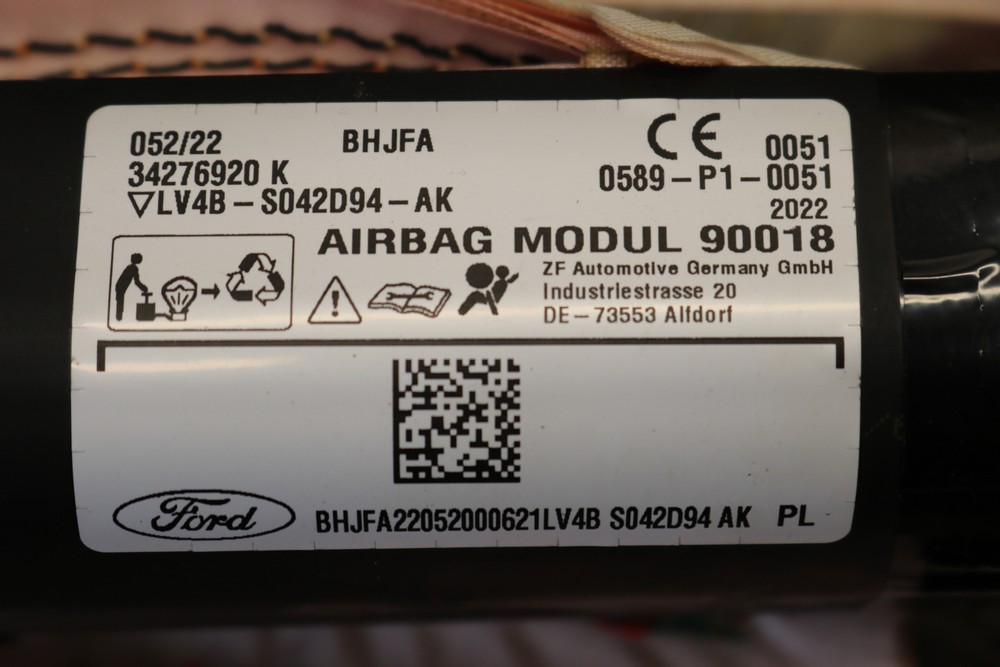 052/22 BHJFA CE 0051
34276920 K 0589-P1-0051
▽LV4B-S042D94-AK 2022
AIRBAG MODUL 90018
ZF Automotive Germany GmbH
Industriestrasse 20
DE-73553 Alfdorf
Ford BHJFA22052000621LV4B S042D94 AK PL